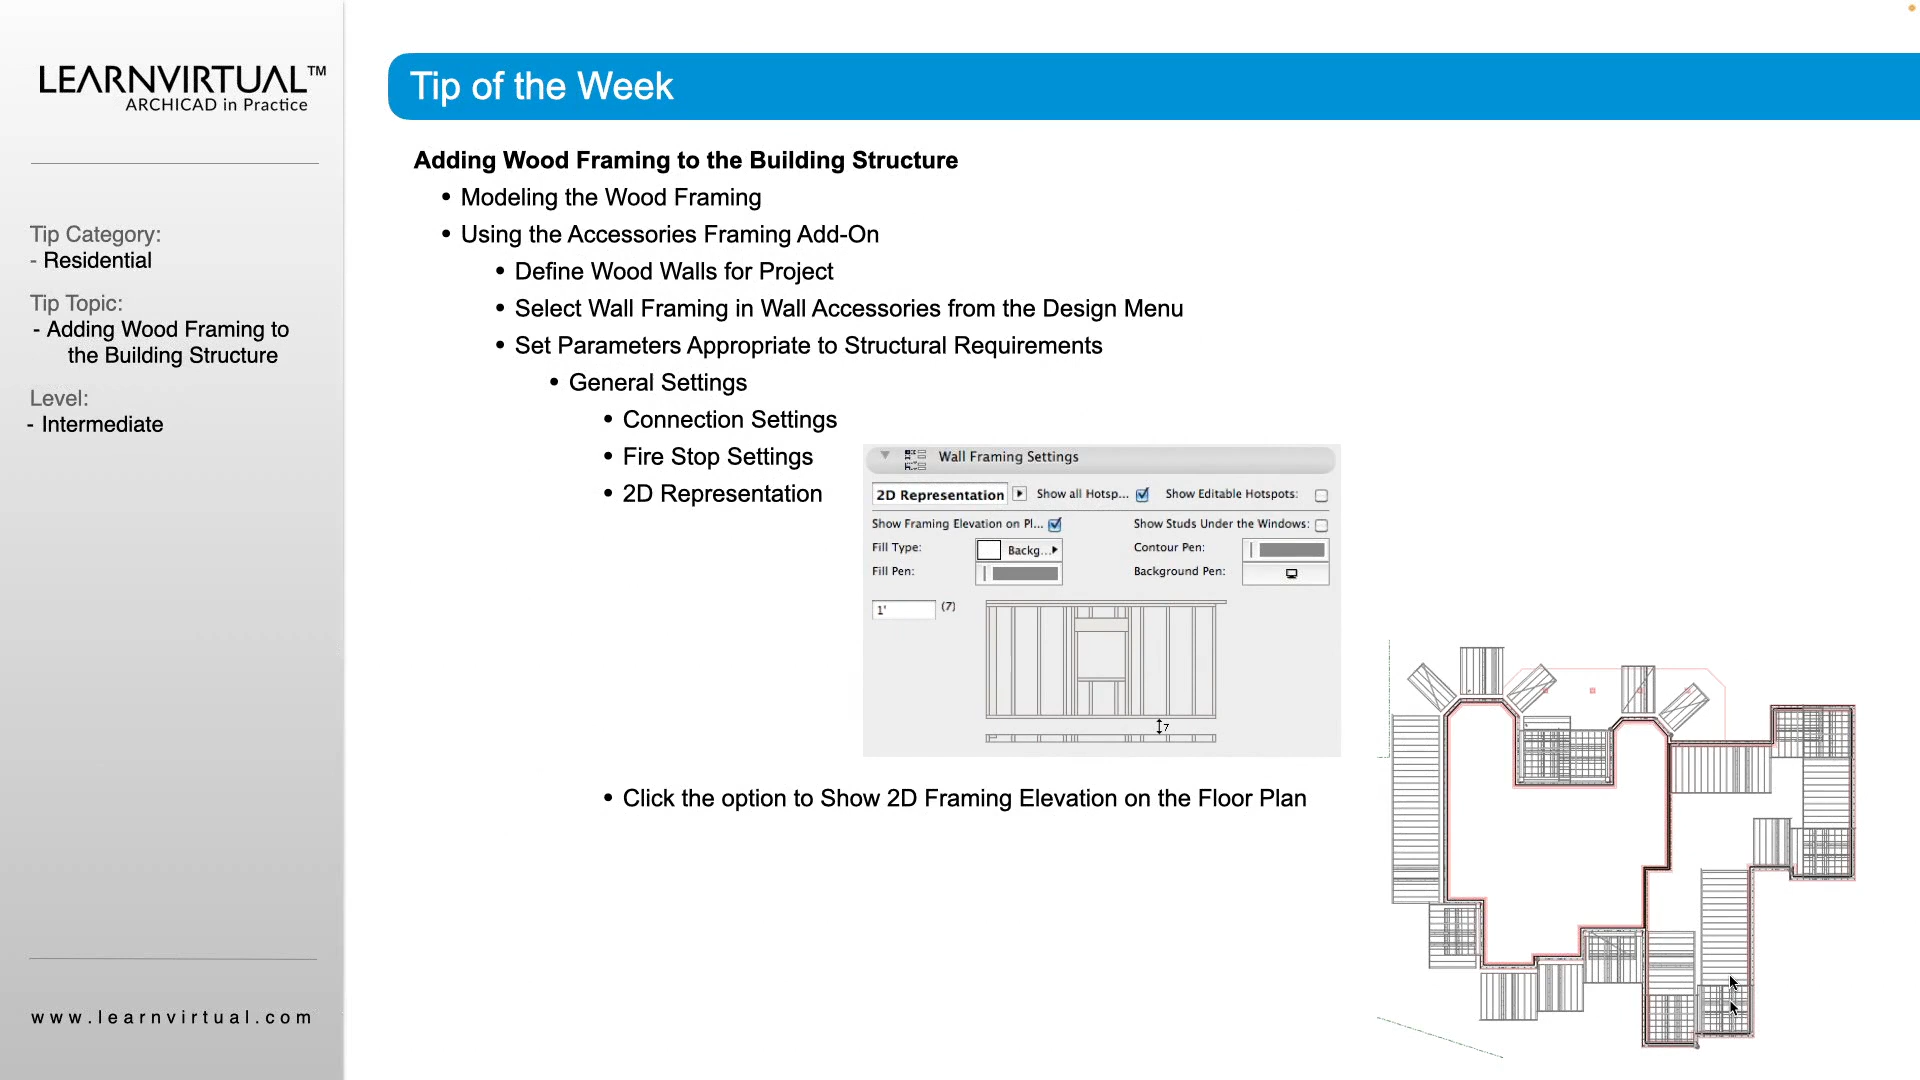 LEARNVIRTUAL™
ARCHICAD in Practice
Tip Category:
- Residential
Tip Topic:
- Adding Wood Framing to
the Building Structure
Level:
- Intermediate
www.learnvirtual.com
Tip of the Week
Adding Wood Framing to the Building Structure
• Modeling the Wood Framing
• Using the Accessories Framing Add-On
• Define Wood Walls for Project
• Select Wall Framing in Wall Accessories from the Design Menu
• Set Parameters Appropriate to Structural Requirements
• General Settings
• Connection Settings
• Fire Stop Settings
• 2D Representation
Wall Framing Settings
2D Representation Show all Hotsp... Show Editable Hotspots:
Show Framing Elevation on Pl... Show Studs Under the Windows:
Fill Type: Backg... Contour Pen:
Fill Pen: Background Pen:
1' (7)
7
• Click the option to Show 2D Framing Elevation on the Floor Plan